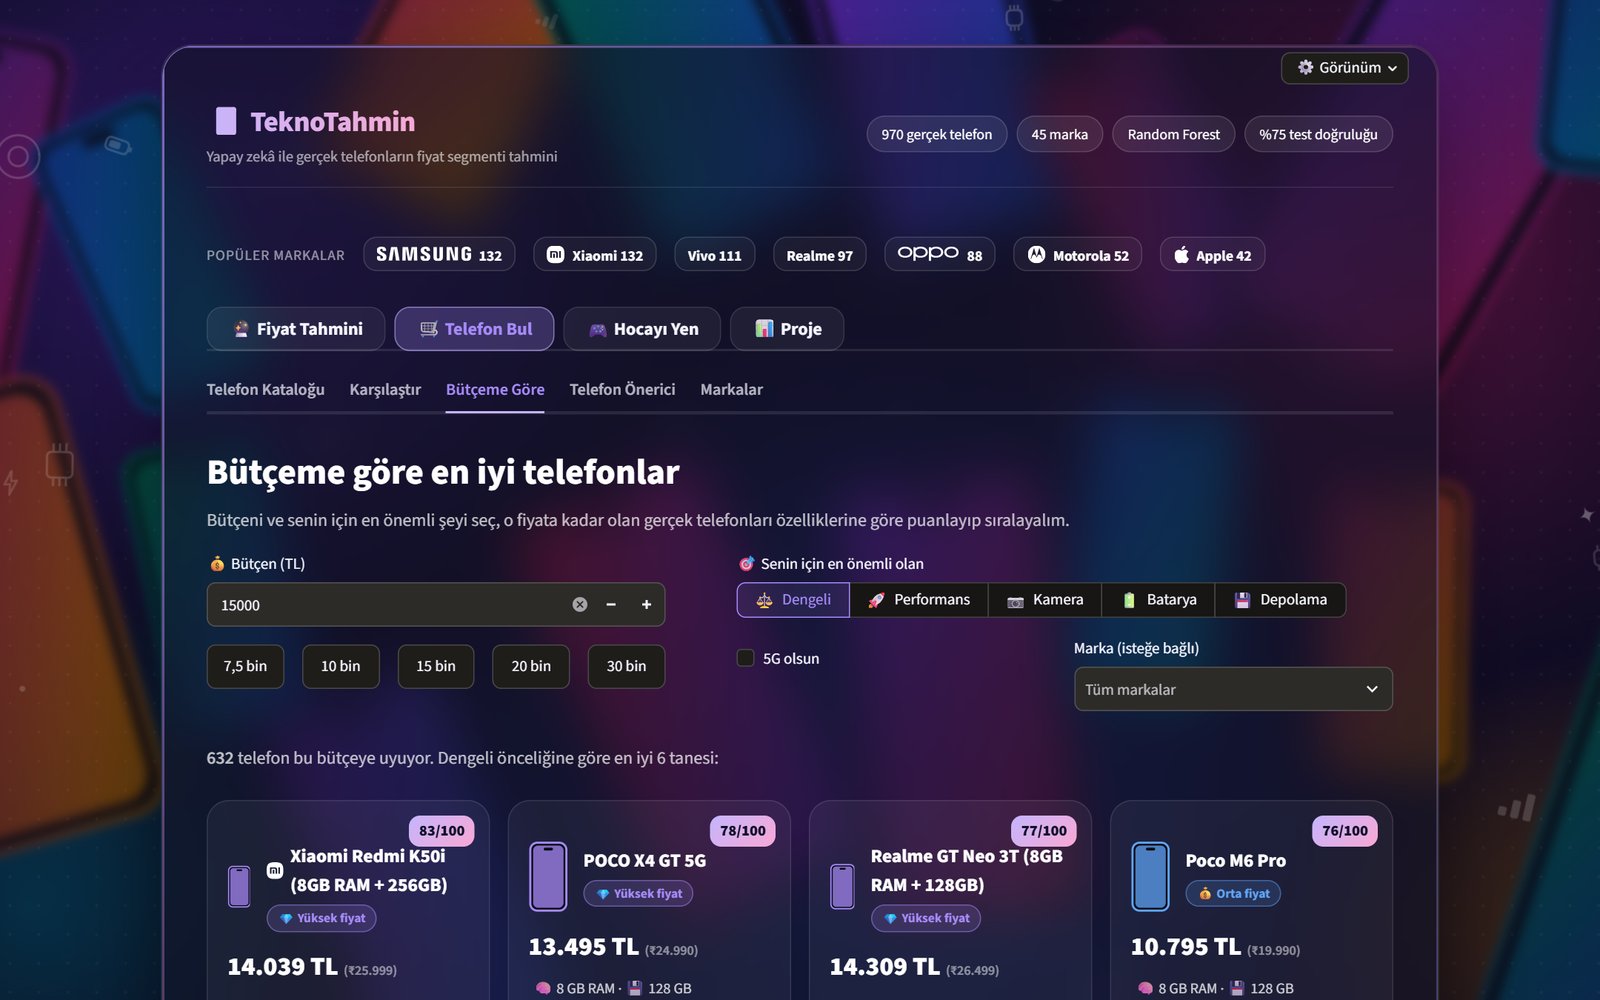 Görünüm
TeknoTahmin
Yapay zekâ ile gerçek telefonların fiyat segmenti tahmini
970 gerçek telefon
45 marka
Random Forest
%75 test doğruluğu
POPÜLER MARKALAR
SAMSUNG 132
Xiaomi 132
Vivo 111
Realme 97
oppo 88
Motorola 52
Apple 42
Fiyat Tahmini
Telefon Bul
Hocayı Yen
Proje
Telefon Kataloğu
Karşılaştır
Bütçeme Göre
Telefon Önerici
Markalar
Bütçeme göre en iyi telefonlar
Bütçeni ve senin için en önemli şeyi seç, o fiyata kadar olan gerçek telefonları özelliklerine göre puanlayıp sıralayalım.
Bütçen (TL)
15000
7,5 bin
10 bin
15 bin
20 bin
30 bin
Senin için en önemli olan
Dengeli
Performans
Kamera
Batarya
Depolama
5G olsun
Marka (isteğe bağlı)
Tüm markalar
632 telefon bu bütçeye uyuyor. Dengeli önceliğine göre en iyi 6 tanesi:
83/100
Xiaomi Redmi K50i
(8GB RAM + 256GB)
Yüksek fiyat
14.039 TL (₹25.999)
78/100
POCO X4 GT 5G
Yüksek fiyat
13.495 TL (₹24.990)
8 GB RAM · 128 GB
77/100
Realme GT Neo 3T (8GB
RAM + 128GB)
Yüksek fiyat
14.309 TL (₹26.499)
76/100
Poco M6 Pro
Orta fiyat
10.795 TL (₹19.990)
8 GB RAM · 128 GB